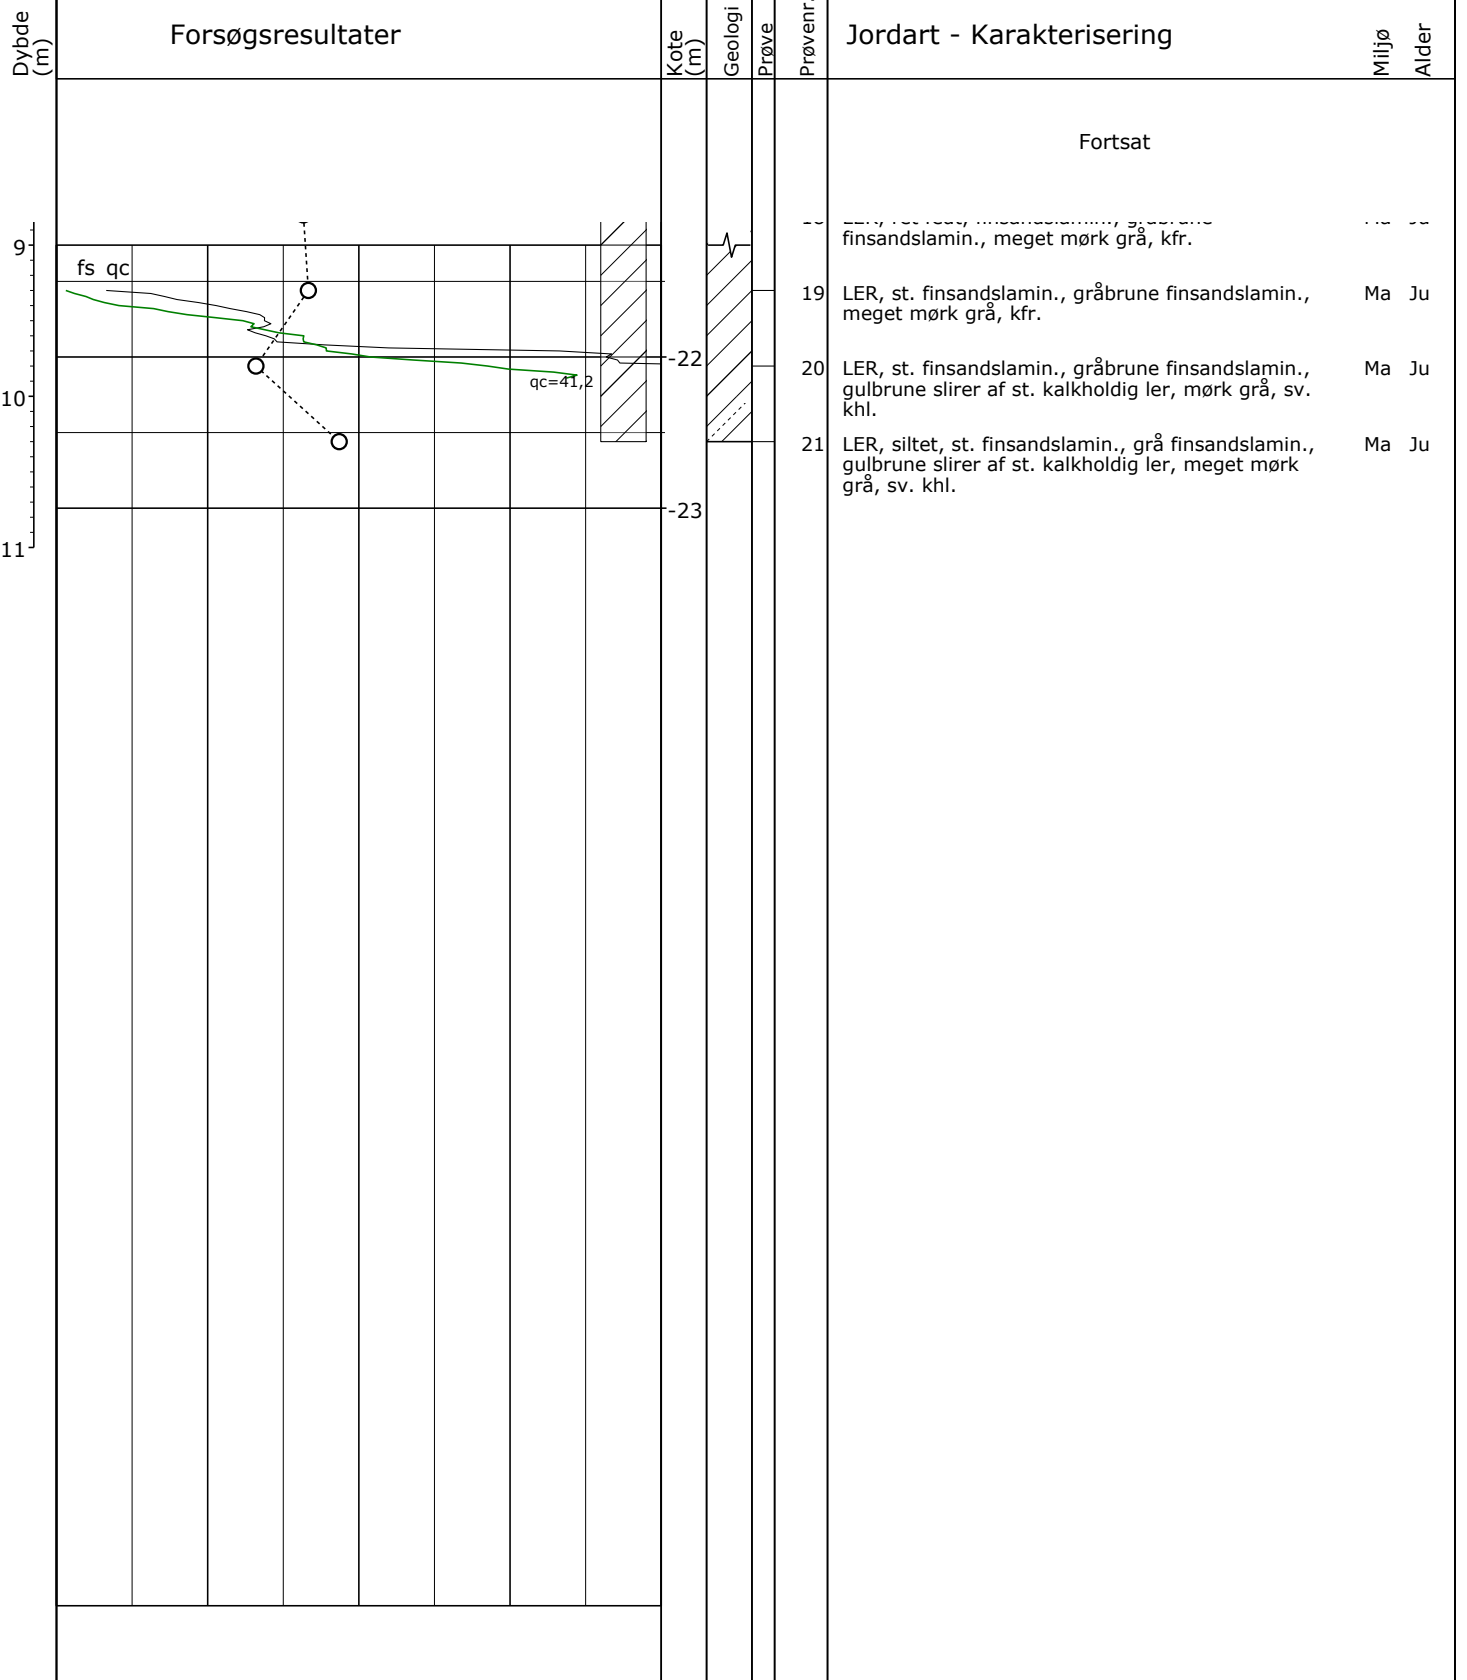 Dybde
(m)
Forsøgsresultater
Kote
(m)
Geologi
Prøve
Prøvenr.
Jordart - Karakterisering
Miljø
Alder
Fortsat
finsandslamin., meget mørk grå, kfr.
9
fs qc
19 LER, st. finsandslamin., gråbrune finsandslamin., Ma Ju
meget mørk grå, kfr.
-22
20 LER, st. finsandslamin., gråbrune finsandslamin., Ma Ju
qc=41,2
gulbrune slirer af st. kalkholdig ler, mørk grå, sv.
10
khl.
21 LER, siltet, st. finsandslamin., grå finsandslamin., Ma Ju
gulbrune slirer af st. kalkholdig ler, meget mørk
grå, sv. khl.
-23
11